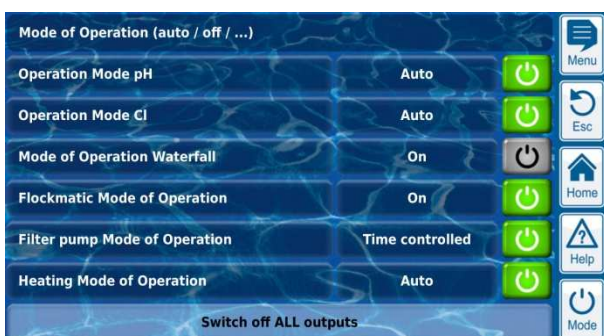 Mode of Operation (auto / off / ...)
Operation Mode pH Auto
Operation Mode Cl Auto
Mode of Operation Waterfall On
Flockmatic Mode of Operation On
Filter pump Mode of Operation Time controlled
Heating Mode of Operation Auto
Switch off ALL outputs
Menu
Esc
Home
Help
Mode